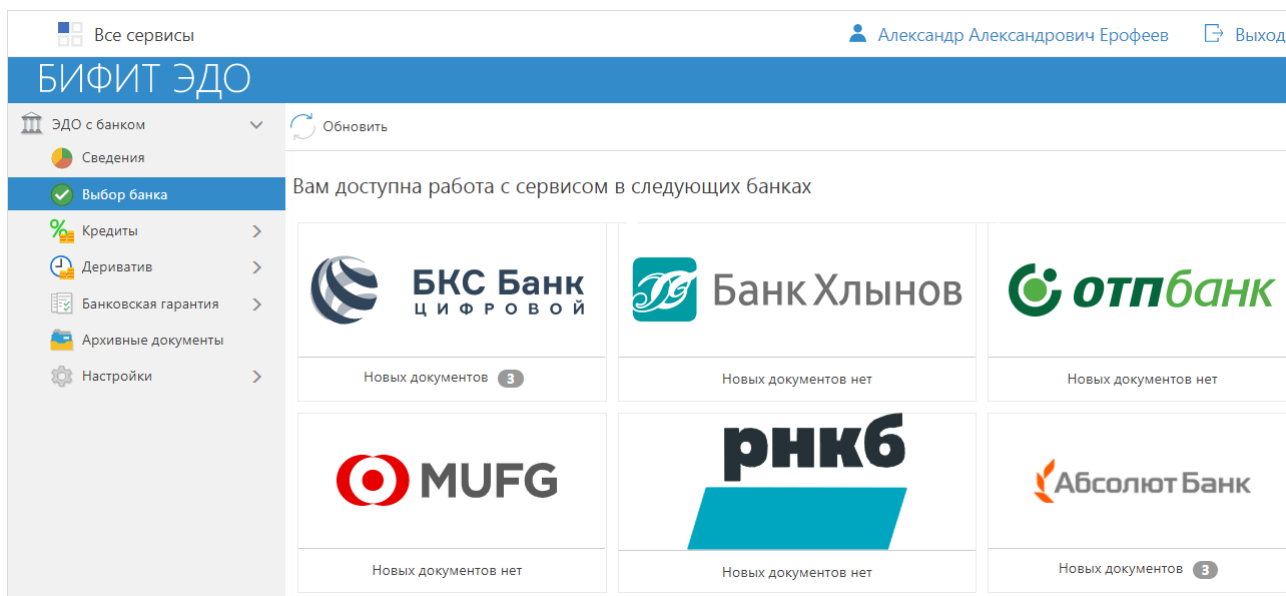 Все сервисы
Александр Александрович Ерофеев
Выход
БИФИТ ЭДО
ЭДО с банком
Сведения
Выбор банка
Кредиты
Дериватив
Банковская гарантия
Архивные документы
Настройки
Обновить
Вам доступна работа с сервисом в следующих банках
БКС Банк
ЦИФРОВОЙ
Новых документов 3
Банк Хлынов
Новых документов нет
отпбанк
Новых документов нет
MUFG
Новых документов нет
рнкб
Новых документов нет
Абсолют Банк
Новых документов 3